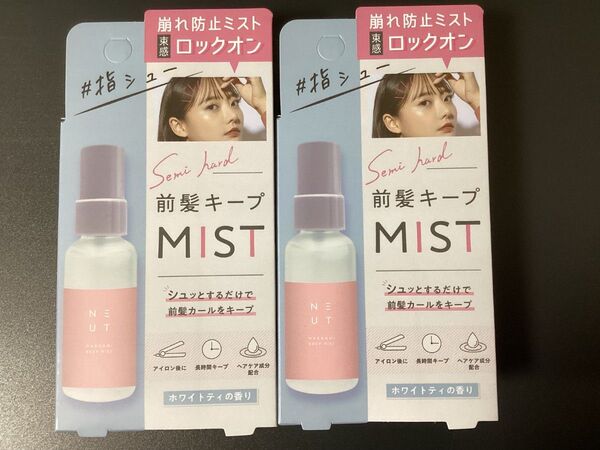 崩れ防止ミスト
束感
ロックオン
#指シュー
Semi hard
前髪キープ
MIST
シュッとするだけで
前髪カールをキープ
アイロン後に
長時間キープ
ヘアケア成分
配合
ホワイトティの香り
NE
UT
MAEGAMI
KEEP MIST
崩れ防止ミスト
束感
ロックオン
#指シュー
Semi hard
前髪キープ
MIST
シュッとするだけで
前髪カールをキープ
アイロン後に
長時間キープ
ヘアケア成分
配合
ホワイトティの香り
NE
UT
MAEGAMI
KEEP MIST